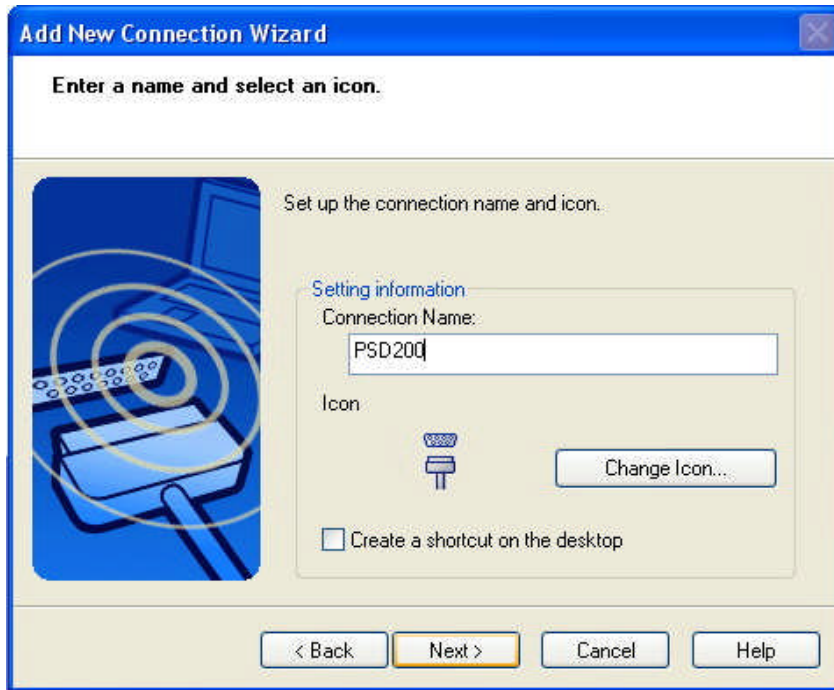 Add New Connection Wizard
Enter a name and select an icon.
Set up the connection name and icon.
Setting information
Connection Name:
PSD200
Icon
Change Icon...
Create a shortcut on the desktop
< Back Next > Cancel Help